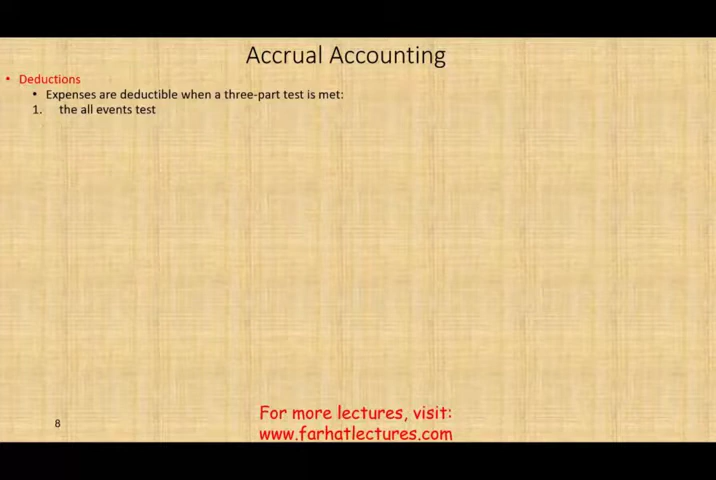 Accrual Accounting
• Deductions
• Expenses are deductible when a three-part test is met:
1. the all events test
For more lectures, visit:
8
www.farhatlectures.com